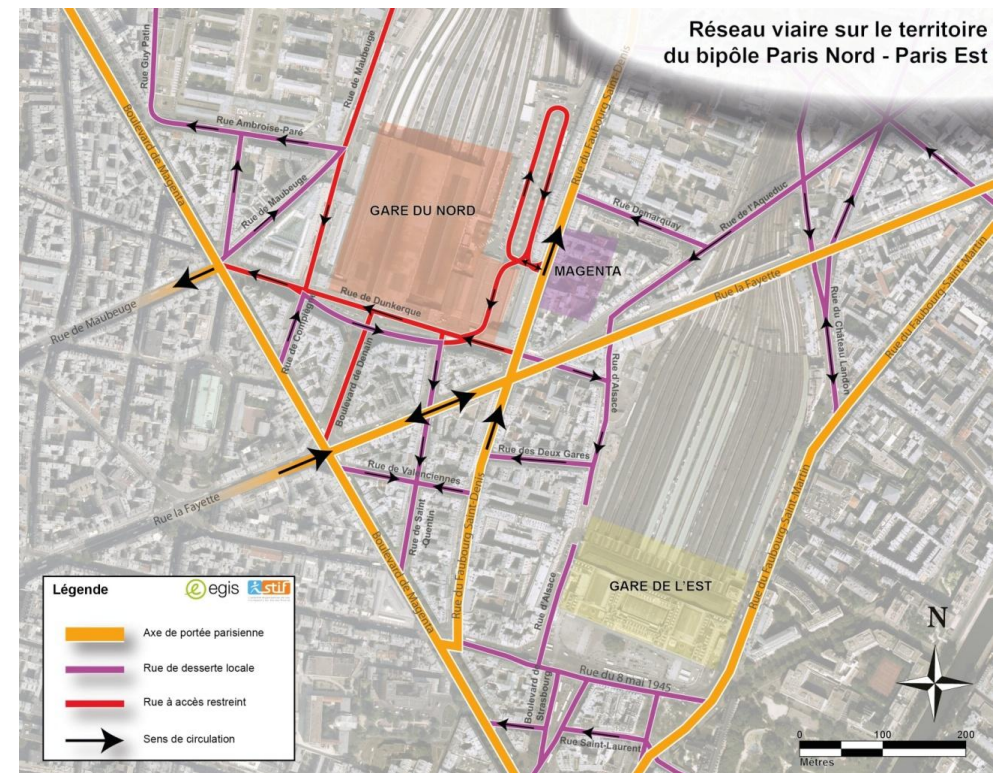 Réseau viaire sur le territoire
du bipôle Paris Nord - Paris Est
Rue Guy Patin
Boulevard de Magenta
Rue de Maubeuge
Rue du Faubourg Saint-Denis
Rue Ambroise-Paré
Rue de Maubeuge
GARE DU NORD
Rue Demarquay
Rue de l'Aqueduc
MAGENTA
Rue la Fayette
Rue du Faubourg Saint-Martin
Rue de Maubeuge
Rue de Dunkerque
Rue de Compiègne
Boulevard de Denain
Rue d'Alsace
Rue du Château Landon
Rue des Deux Gares
Rue de Valenciennes
Rue la Fayette
Rue de Saint
-Quentin
Rue du Faubourg Saint-Denis
Boulevard de Magenta
Rue d'Alsace
GARE DE L'EST
Rue du Faubourg Saint-Martin
Rue du 8 mai 1945
Boulevard de
Strasbourg
Rue Saint-Laurent
Légende
egis
stif
Axe de portée parisienne
Rue de desserte locale
Rue à accès restreint
Sens de circulation
N
0 100 200
Mètres